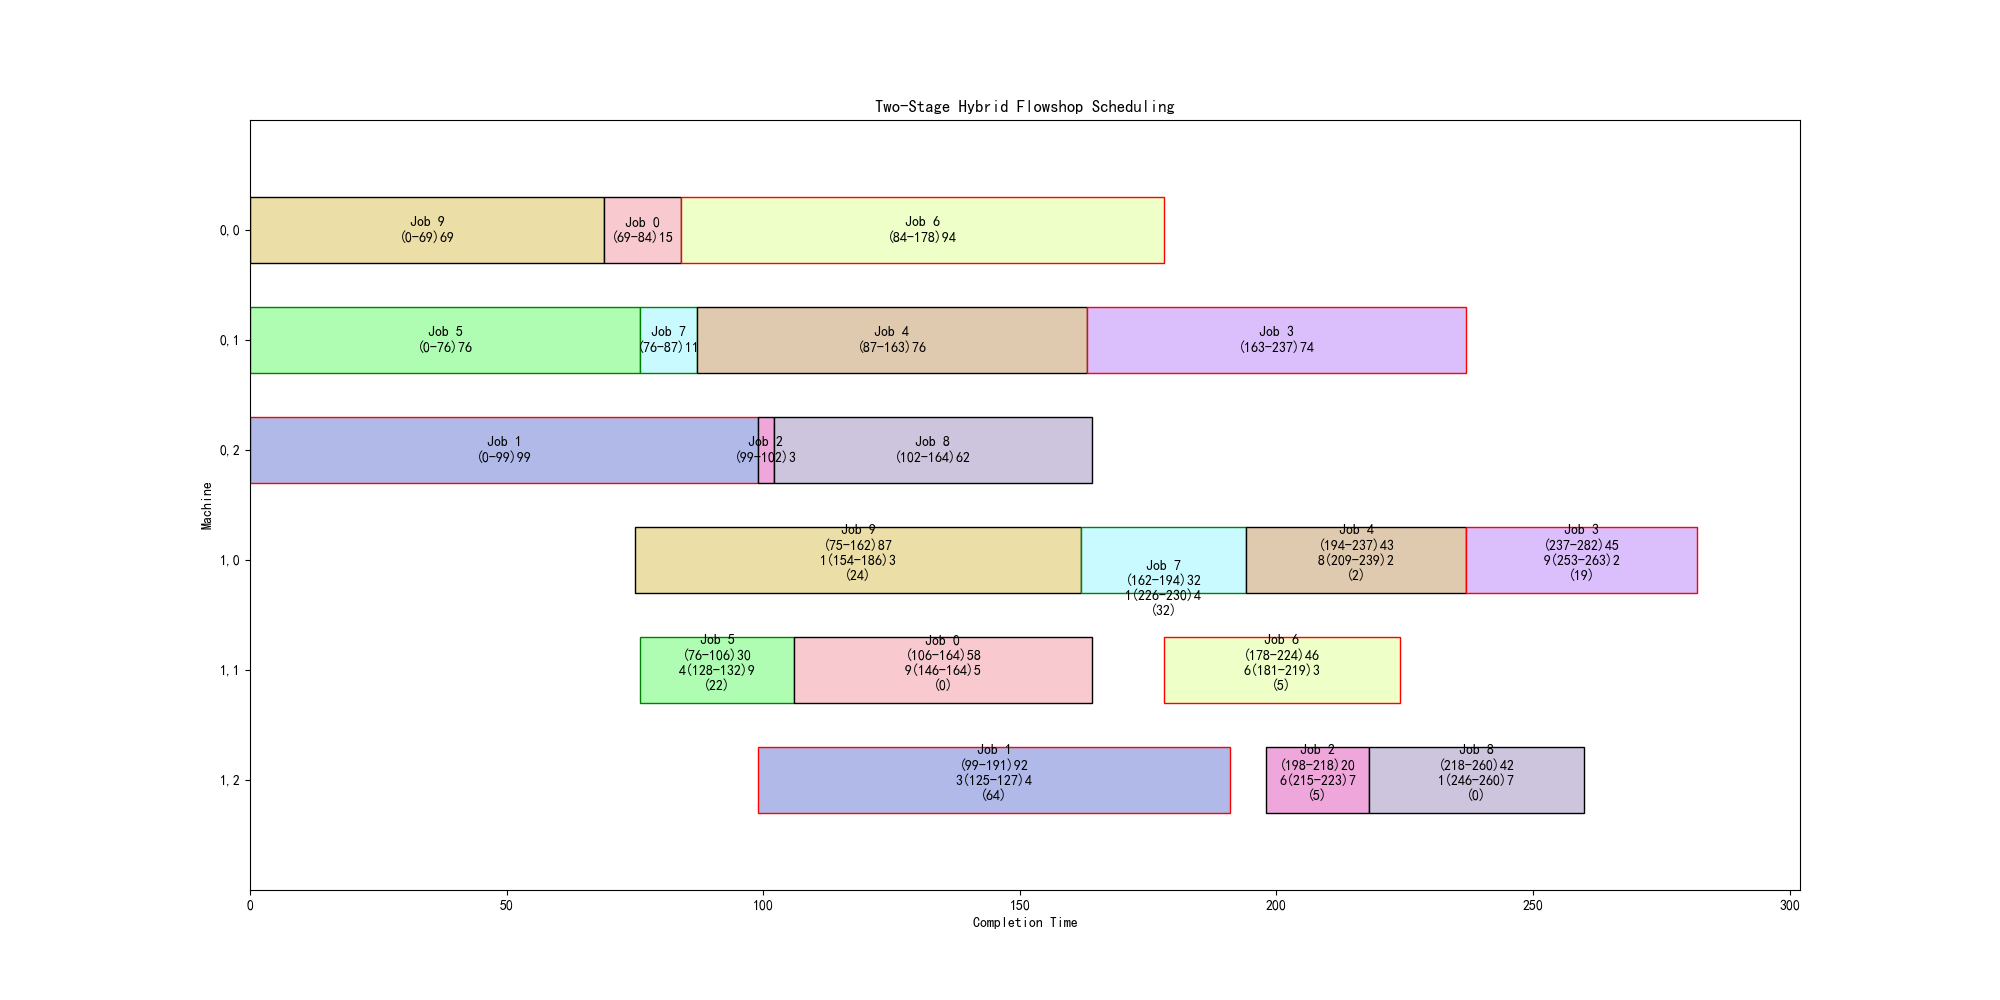 Two-Stage Hybrid Flowshop Scheduling
Machine
0,0
Job 9
(0-69)69
Job 0
(69-84)15
Job 6
(84-178)94
0,1
Job 5
(0-76)76
Job 7
(76-87)11
Job 4
(87-163)76
Job 3
(163-237)74
0,2
Job 1
(0-99)99
Job 2
(99-102)3
Job 8
(102-164)62
1,0
Job 9
(75-162)87
1(154-186)3
(24)
Job 7
(162-194)32
1(226-230)4
(32)
Job 4
(194-237)43
8(209-239)2
(2)
Job 3
(237-282)45
9(253-263)2
(19)
1,1
Job 5
(76-106)30
4(128-132)9
(22)
Job 0
(106-164)58
9(146-164)5
(0)
Job 6
(178-224)46
6(181-219)3
(5)
1,2
Job 1
(99-191)92
3(125-127)4
(64)
Job 2
(198-218)20
6(215-223)7
(5)
Job 8
(218-260)42
1(246-260)7
(0)
0 50 100 150 200 250 300
Completion Time